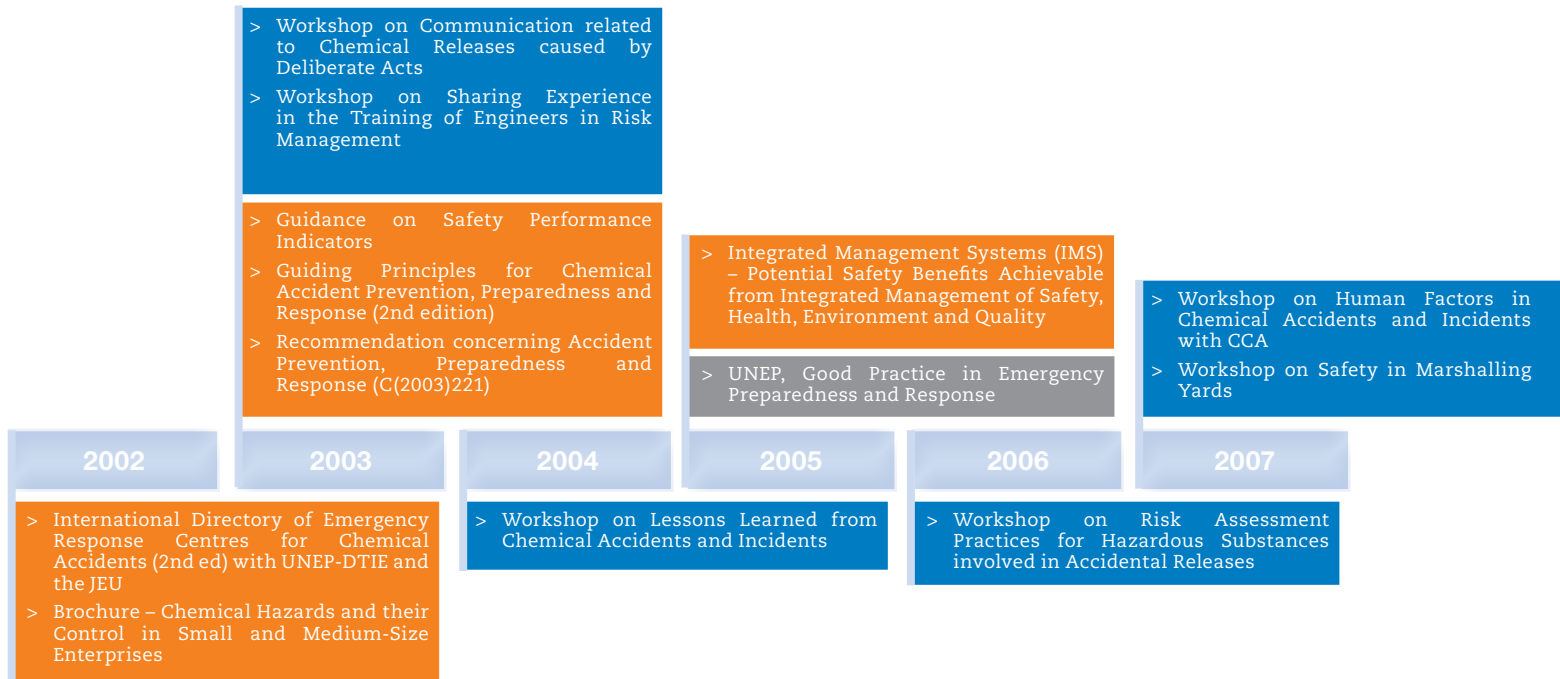 > Workshop on Communication related
to Chemical Releases caused by
Deliberate Acts
> Workshop on Sharing Experience
in the Training of Engineers in Risk
Management
> Guidance on Safety Performance
Indicators
> Guiding Principles for Chemical
Accident Prevention, Preparedness and
Response (2nd edition)
> Recommendation concerning Accident
Prevention, Preparedness and
Response (C(2003)221)
> Integrated Management Systems (IMS)
– Potential Safety Benefits Achievable
from Integrated Management of Safety,
Health, Environment and Quality
> UNEP, Good Practice in Emergency
Preparedness and Response
> Workshop on Human Factors in
Chemical Accidents and Incidents
with CCA
> Workshop on Safety in Marshalling
Yards
2002 2003 2004 2005 2006 2007
> International Directory of Emergency
Response Centres for Chemical
Accidents (2nd ed) with UNEP-DTIE and
the JEU
> Brochure – Chemical Hazards and their
Control in Small and Medium-Size
Enterprises
> Workshop on Lessons Learned from
Chemical Accidents and Incidents
> Workshop on Risk Assessment
Practices for Hazardous Substances
involved in Accidental Releases